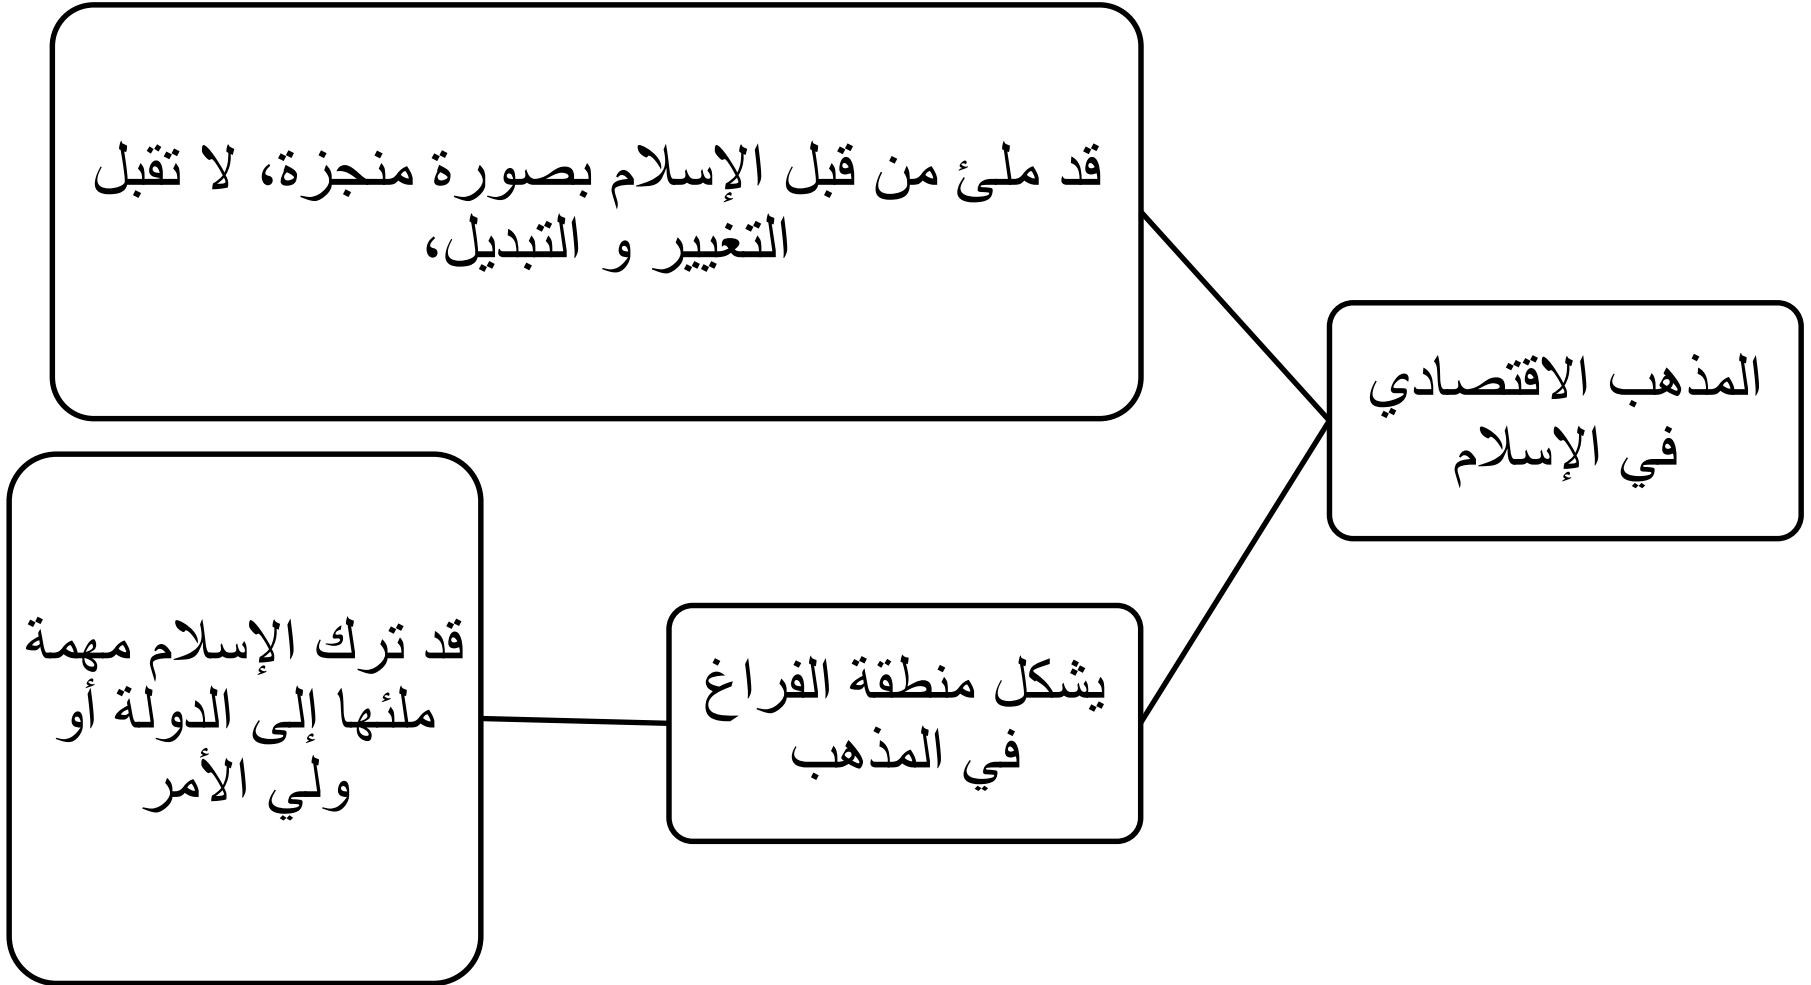 المذهب الاقتصادي
في الإسلام
قد ملئ من قبل الإسلام بصورة منجزة، لا تقبل
التغيير و التبديل،
يشكل منطقة الفراغ
في المذهب
قد ترك الإسلام مهمة
ملئها إلى الدولة أو
ولي الأمر